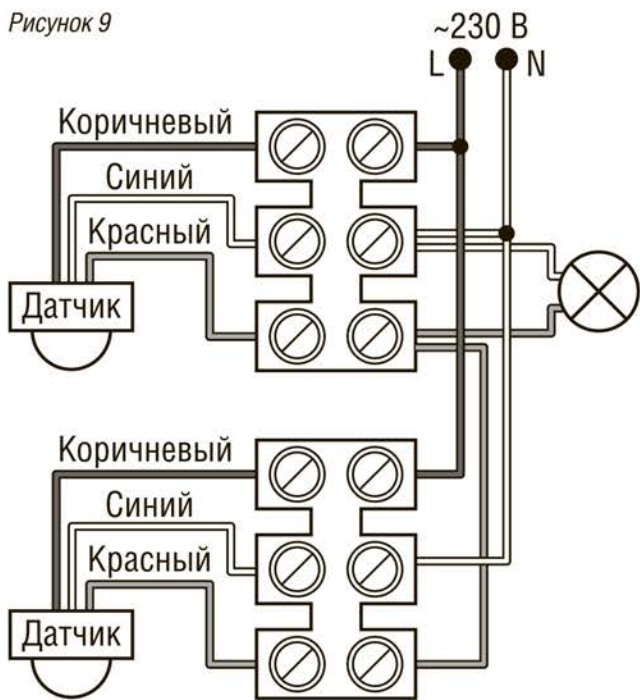 Рисунок 9
~230 В
L N
Коричневый
Синий
Красный
Датчик
Коричневый
Синий
Красный
Датчик